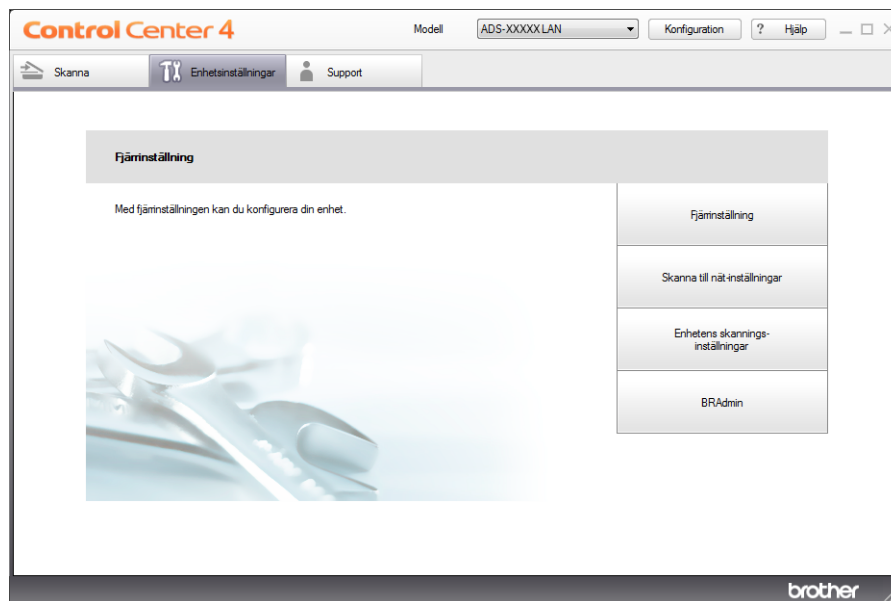 Control Center 4
Modell
ADS-XXXXX LAN
Konfiguration
? Hjälp
Skanna
Enhetsinställningar
Support
Fjärrinställning
Med fjärrinställningen kan du konfigurera din enhet.
Fjärrinställning
Skanna till nät-inställningar
Enhetens skannings-
inställningar
BRAdmin
brother